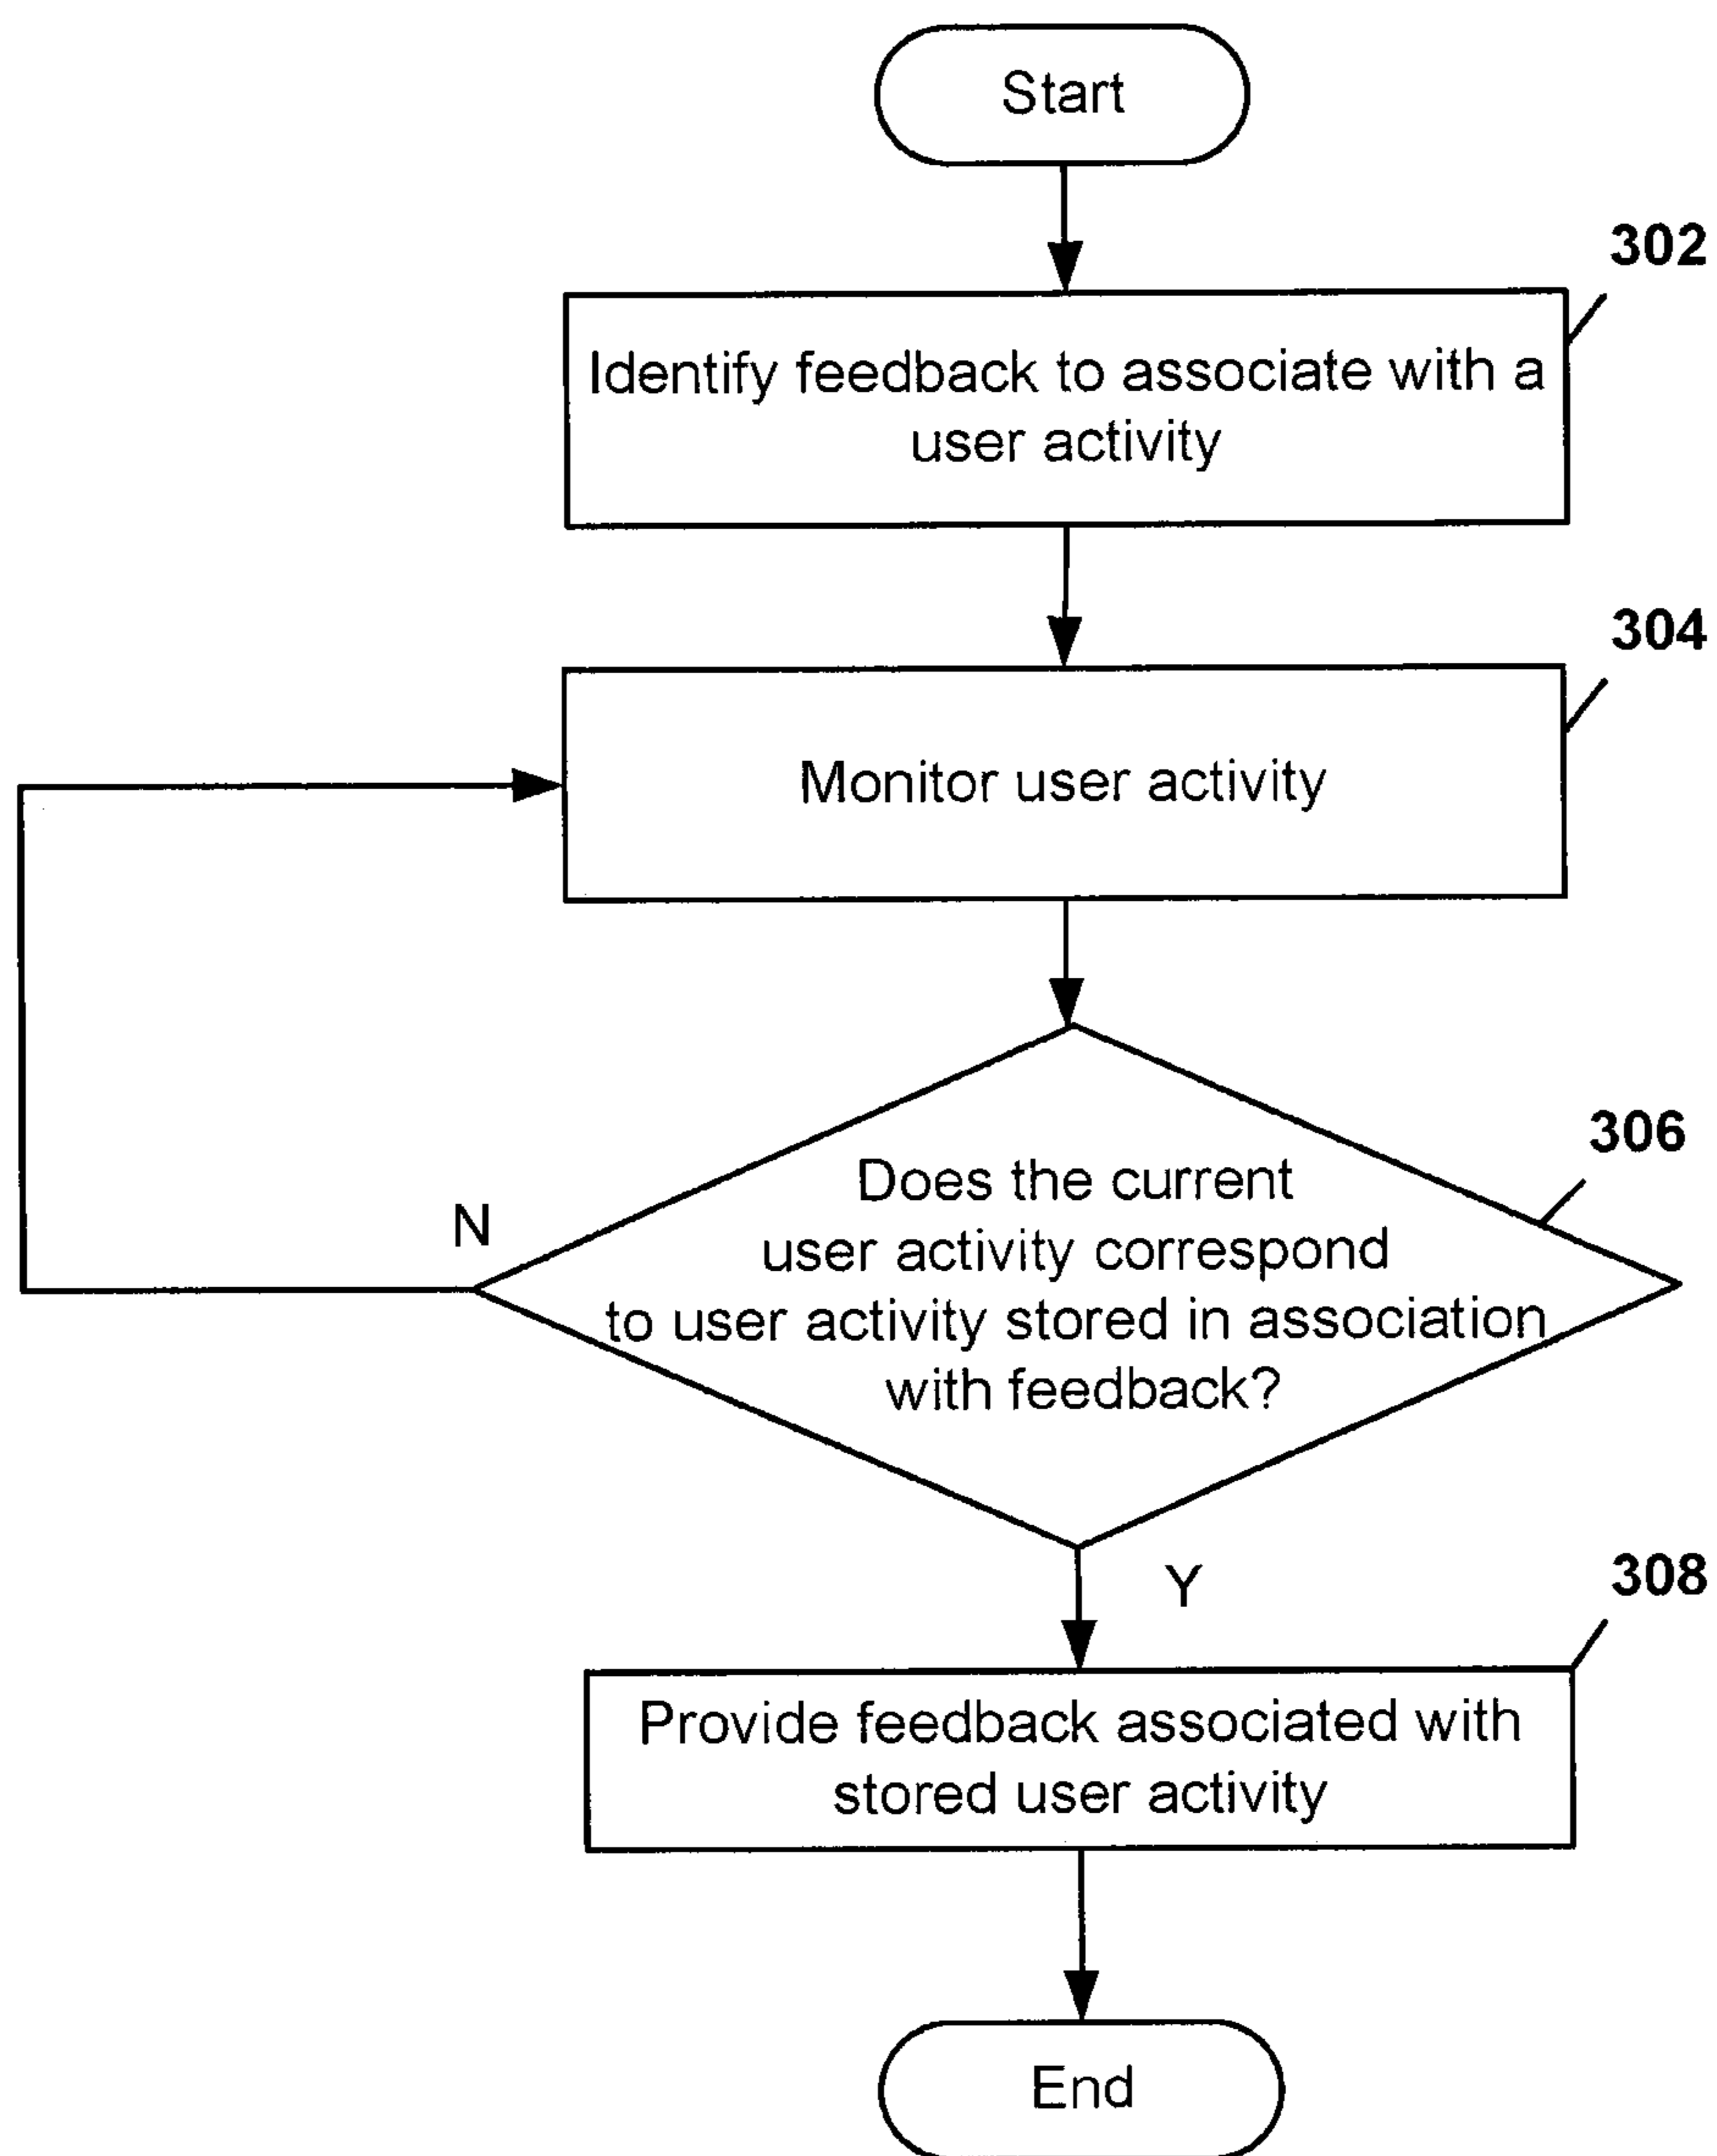 Start
302
Identify feedback to associate with a
user activity
304
Monitor user activity
306
Does the current
user activity correspond
to user activity stored in association
with feedback?
N
Y
308
Provide feedback associated with
stored user activity
End